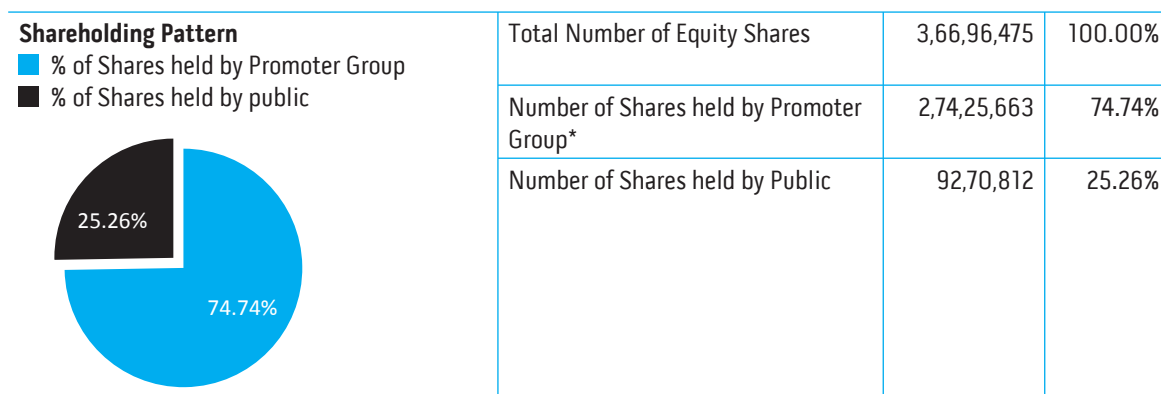 Shareholding Pattern
% of Shares held by Promoter Group
% of Shares held by public
25.26%
74.74%
Total Number of Equity Shares 3,66,96,475 100.00%
Number of Shares held by Promoter 2,74,25,663 74.74%
Group*
Number of Shares held by Public 92,70,812 25.26%